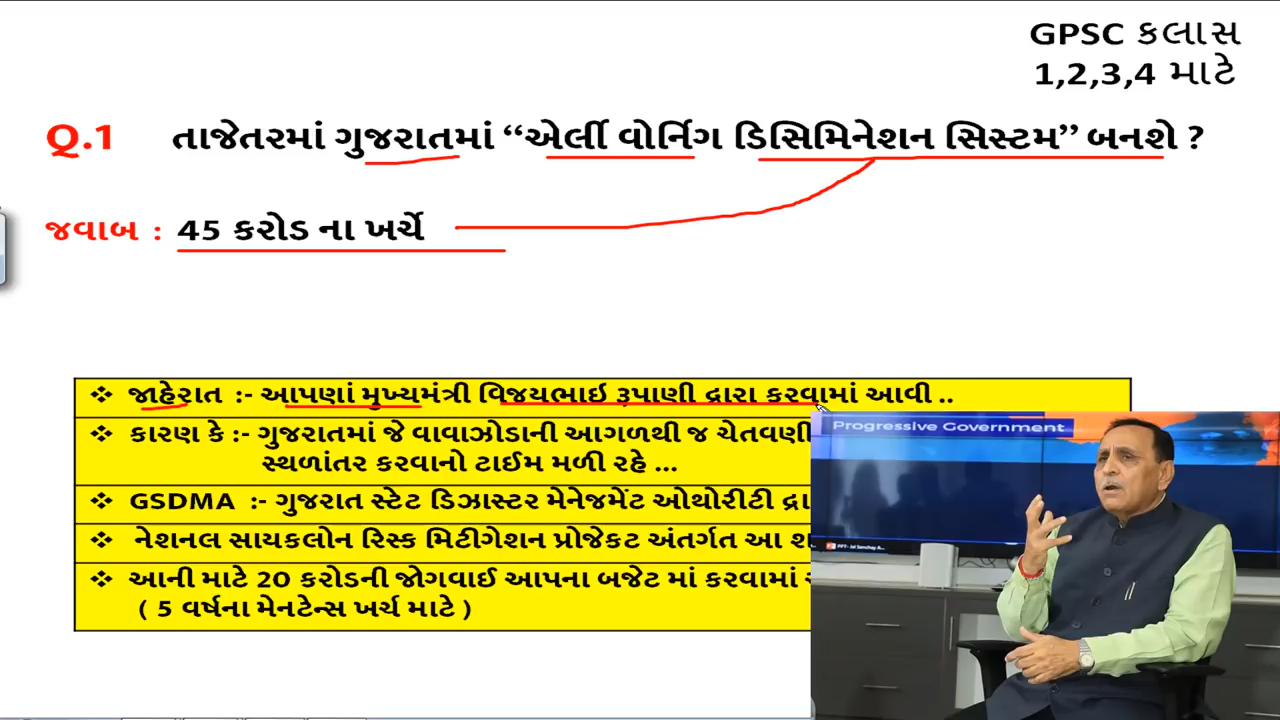 GPSC કલાસ
1,2,3,4 માટે
Q.1 તાજેતરમાં ગુજરાતમાં “એર્લી વોર્નિગ ડિસિમિનેશન સિસ્ટમ” બનશે ?
જવાબ : 45 કરોડ ના ખર્ચે
❖ જાહેરાત :- આપણાં મુખ્યમંત્રી વિજયભાઇ રૂપાણી દ્રારા કરવામાં આવી ..
❖ કારણ કે :- ગુજરાતમાં જે વાવાઝોડાની આગળથી જ ચેતવણી
સ્થળાંતર કરવાનો ટાઈમ મળી રહે ...
❖ GSDMA :- ગુજરાત સ્ટેટ ડિઝાસ્ટર મેનેજમેંટ ઓથોરીટી દ્રા
❖ નેશનલ સાયકલોન રિસ્ક મિટીગેશન પ્રોજેકટ અંતર્ગત આ શ
❖ આની માટે 20 કરોડની જોગવાઈ આપના બજેટ માં કરવામાં
( 5 વર્ષના મેનટેન્સ ખર્ચ માટે )
Progressive Government